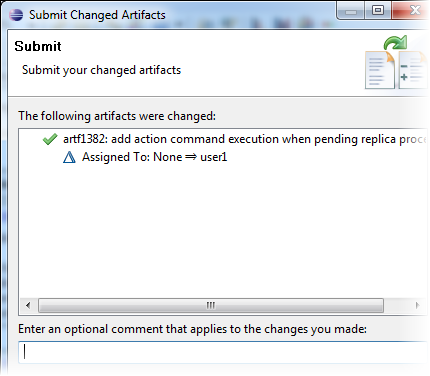 Submit Changed Artifacts
Submit
Submit your changed artifacts
The following artifacts were changed:
artf1382: add action command execution when pending replica
Assigned To: None ⇒ user1
Enter an optional comment that applies to the changes you made: